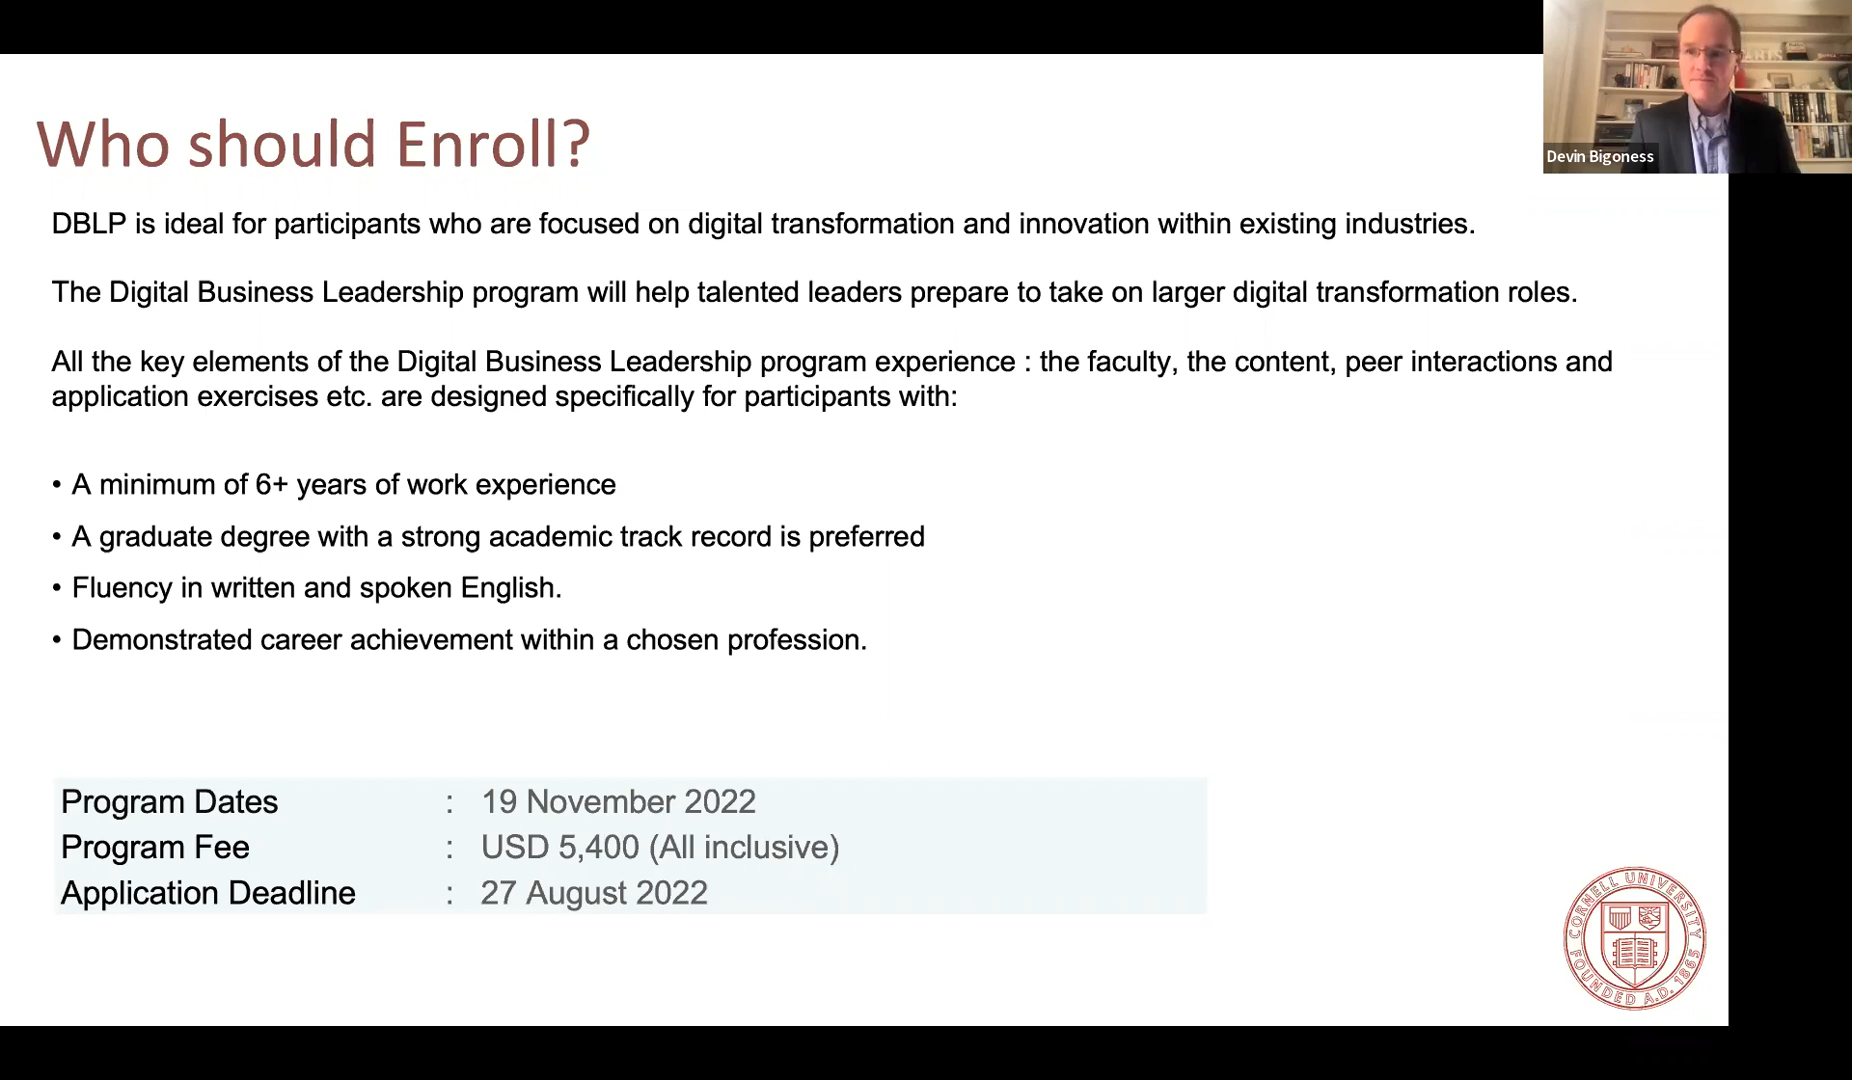 Who should Enroll?
Devin Bigoness
DBLP is ideal for participants who are focused on digital transformation and innovation within existing industries.
The Digital Business Leadership program will help talented leaders prepare to take on larger digital transformation roles.
All the key elements of the Digital Business Leadership program experience : the faculty, the content, peer interactions and
application exercises etc. are designed specifically for participants with:
• A minimum of 6+ years of work experience
• A graduate degree with a strong academic track record is preferred
• Fluency in written and spoken English.
• Demonstrated career achievement within a chosen profession.
Program Dates : 19 November 2022
Program Fee : USD 5,400 (All inclusive)
Application Deadline : 27 August 2022
CORNELL UNIVERSITY
FOUNDED A.D. 1865